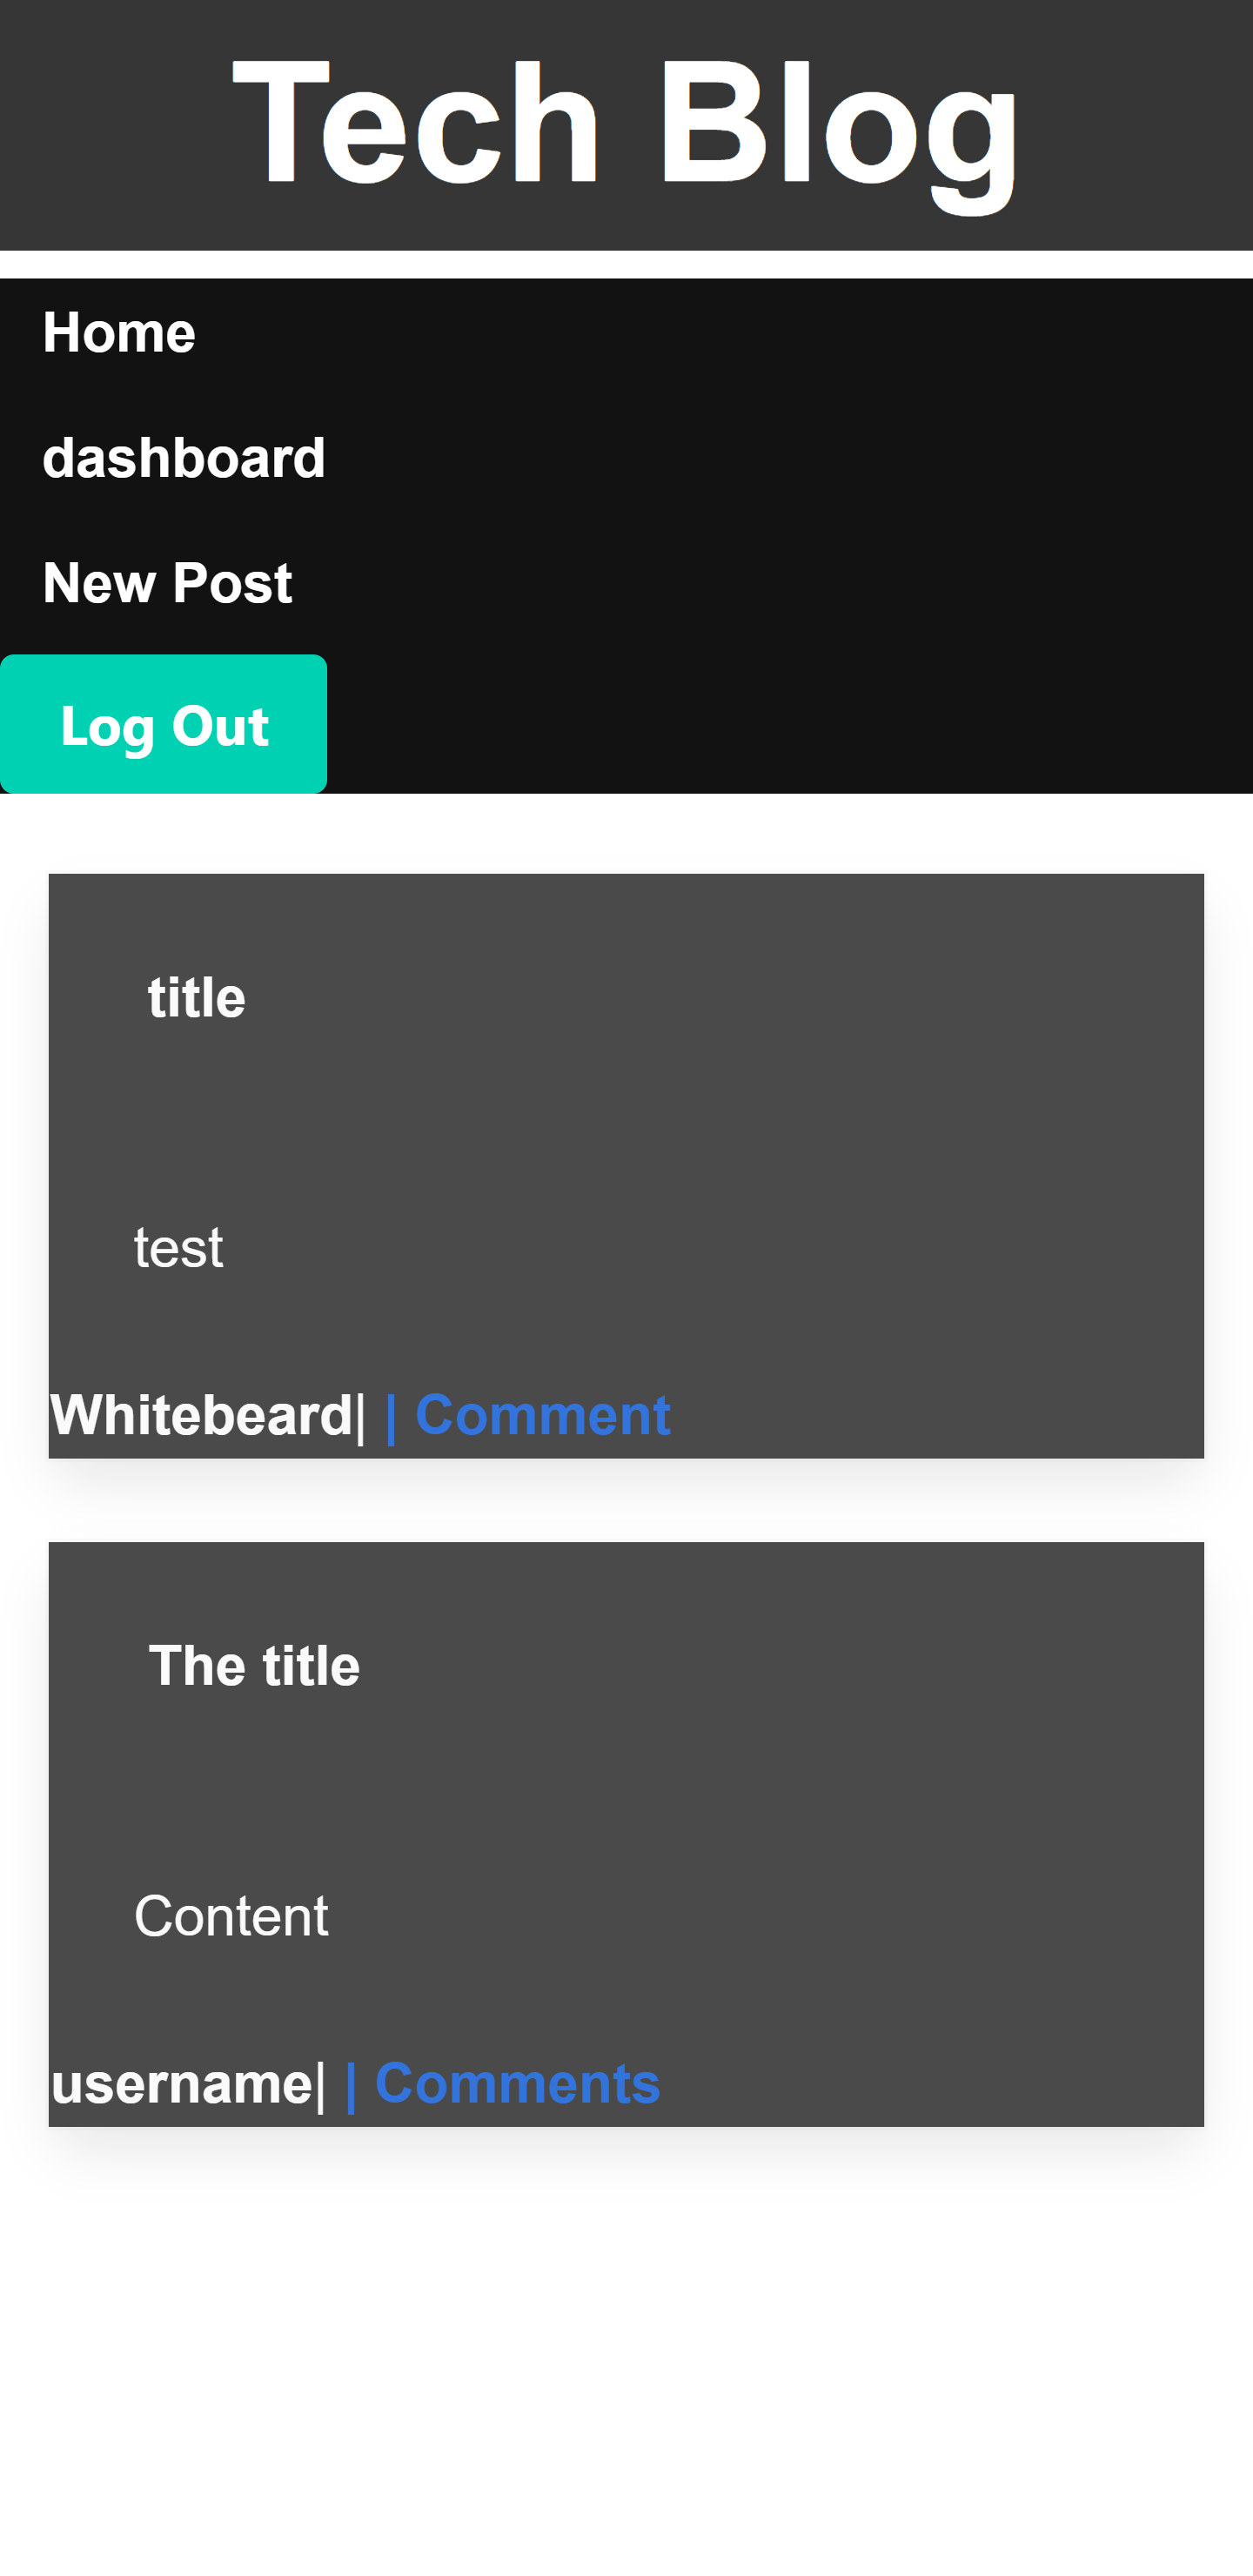 Tech Blog
Home
dashboard
New Post
Log Out
title
test
Whitebeard| | Comment
The title
Content
username| | Comments